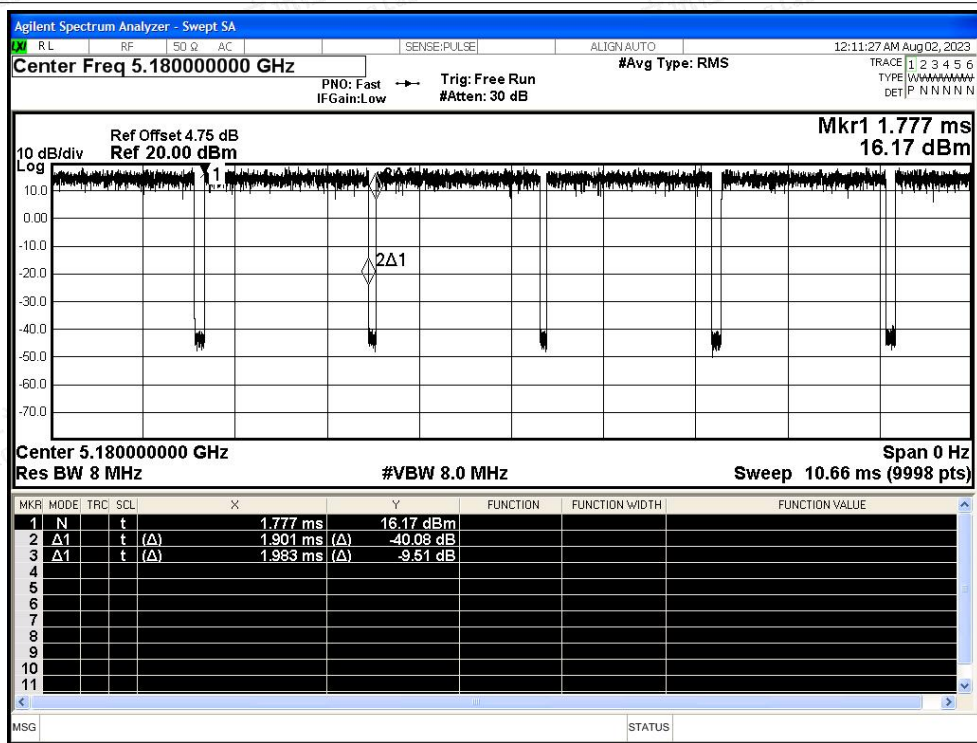 Agilent Spectrum Analyzer - Swept SA
LXI RL RF 50 Ω AC SENSE:PULSE ALIGN AUTO 12:11:27 AM Aug 02, 2023
Center Freq 5.180000000 GHz
PNO: Fast
IFGain:Low
Trig: Free Run
#Atten: 30 dB
#Avg Type: RMS
TRACE 1 2 3 4 5 6
TYPE W
DET P N N N N N
Mkr1 1.777 ms
16.17 dBm
Ref Offset 4.75 dB
10 dB/div Ref 20.00 dBm
Log
1
10.0
0.00
-10.0
2Δ1
-20.0
-30.0
-40.0
-50.0
-60.0
-70.0
Center 5.180000000 GHz Span 0 Hz
Res BW 8 MHz #VBW 8.0 MHz Sweep 10.66 ms (9998 pts)
MKR MODE TRC SCL X Y FUNCTION FUNCTION WIDTH FUNCTION VALUE
1 N t 1.777 ms 16.17 dBm
2 Δ1 t (Δ) 1.901 ms (Δ) -40.08 dB
3 Δ1 t (Δ) 1.983 ms (Δ) -9.51 dB
4
5
6
7
8
9
10
11
MSG STATUS